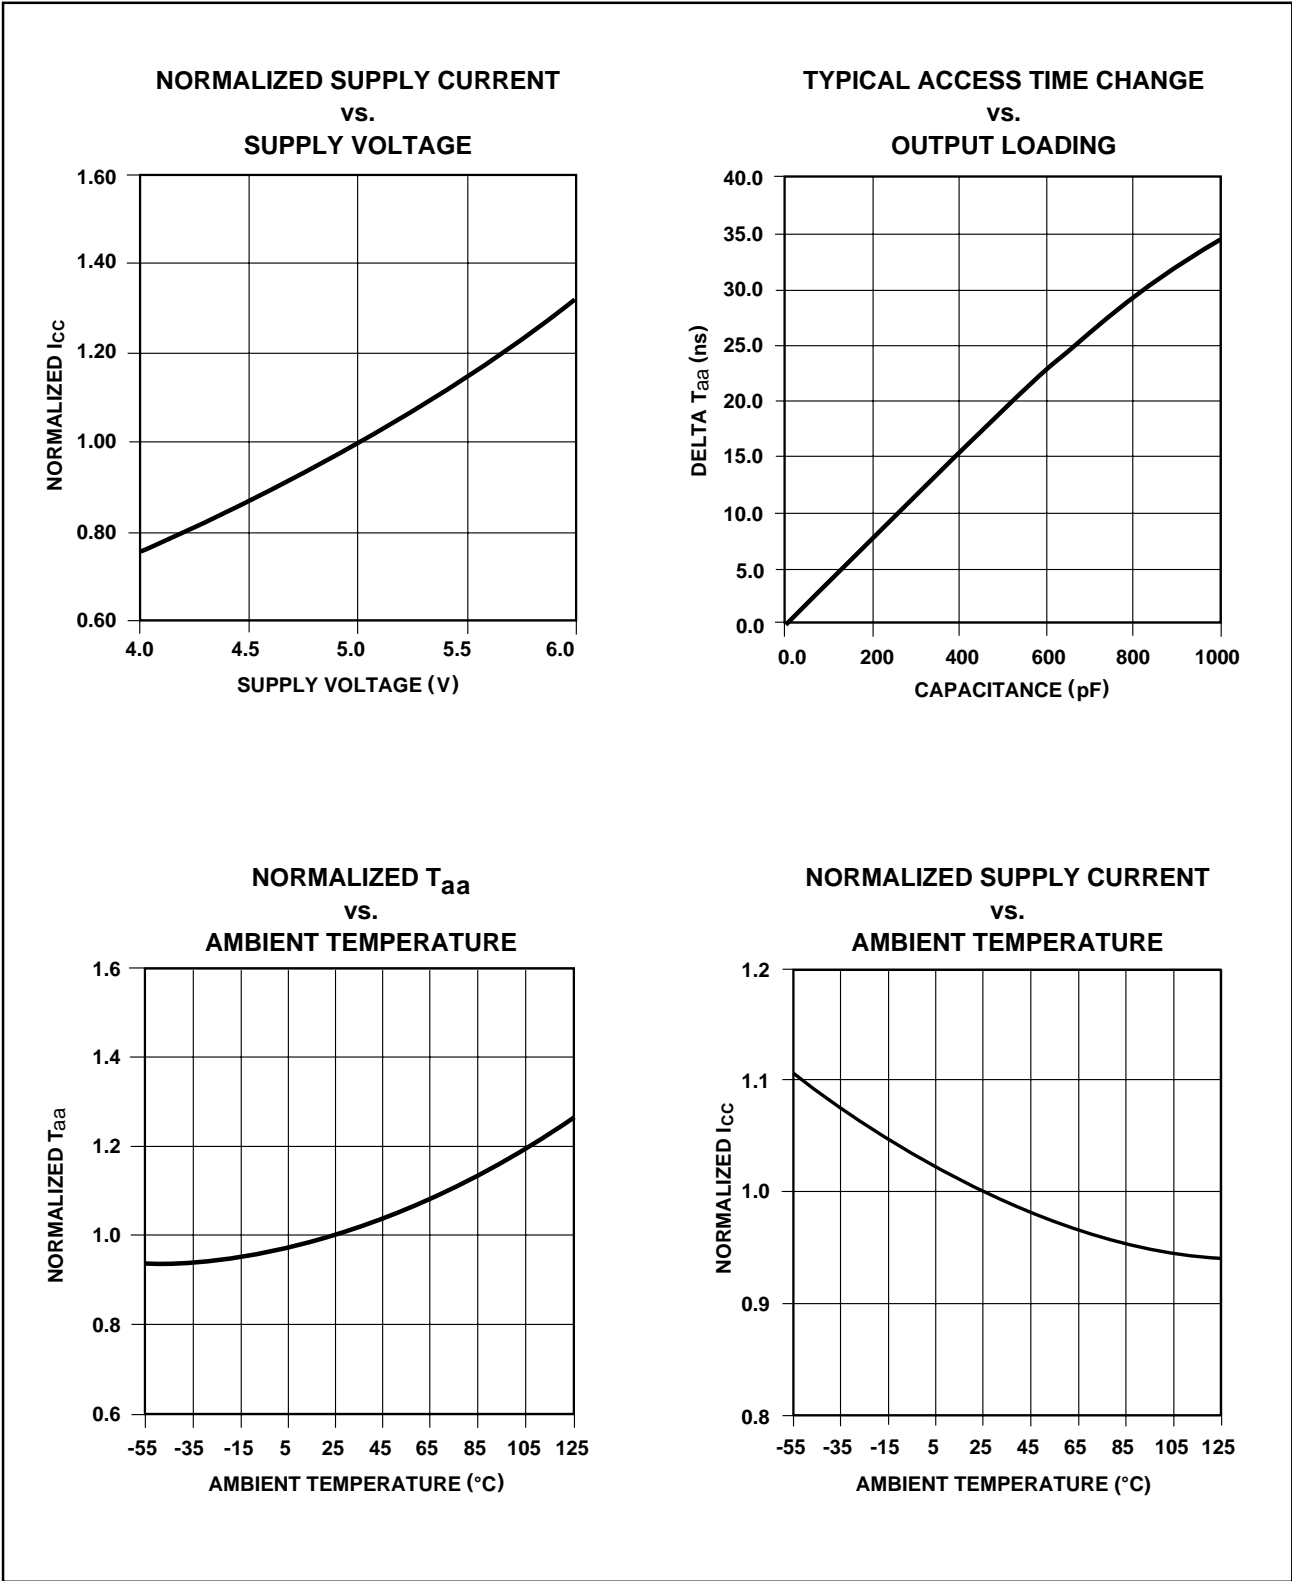 NORMALIZED SUPPLY CURRENT
vs.
SUPPLY VOLTAGE
1.60
1.40
1.20
1.00
0.80
0.60
NORMALIZED ICC
4.0 4.5 5.0 5.5 6.0
SUPPLY VOLTAGE (V)
TYPICAL ACCESS TIME CHANGE
vs.
OUTPUT LOADING
40.0
35.0
30.0
25.0
20.0
15.0
10.0
5.0
0.0
DELTA Taa (ns)
0.0 200 400 600 800 1000
CAPACITANCE (pF)
NORMALIZED Taa
vs.
AMBIENT TEMPERATURE
1.6
1.4
1.2
1.0
0.8
0.6
NORMALIZED Taa
-55 -35 -15 5 25 45 65 85 105 125
AMBIENT TEMPERATURE (°C)
NORMALIZED SUPPLY CURRENT
vs.
AMBIENT TEMPERATURE
1.2
1.1
1.0
0.9
0.8
NORMALIZED ICC
-55 -35 -15 5 25 45 65 85 105 125
AMBIENT TEMPERATURE (°C)